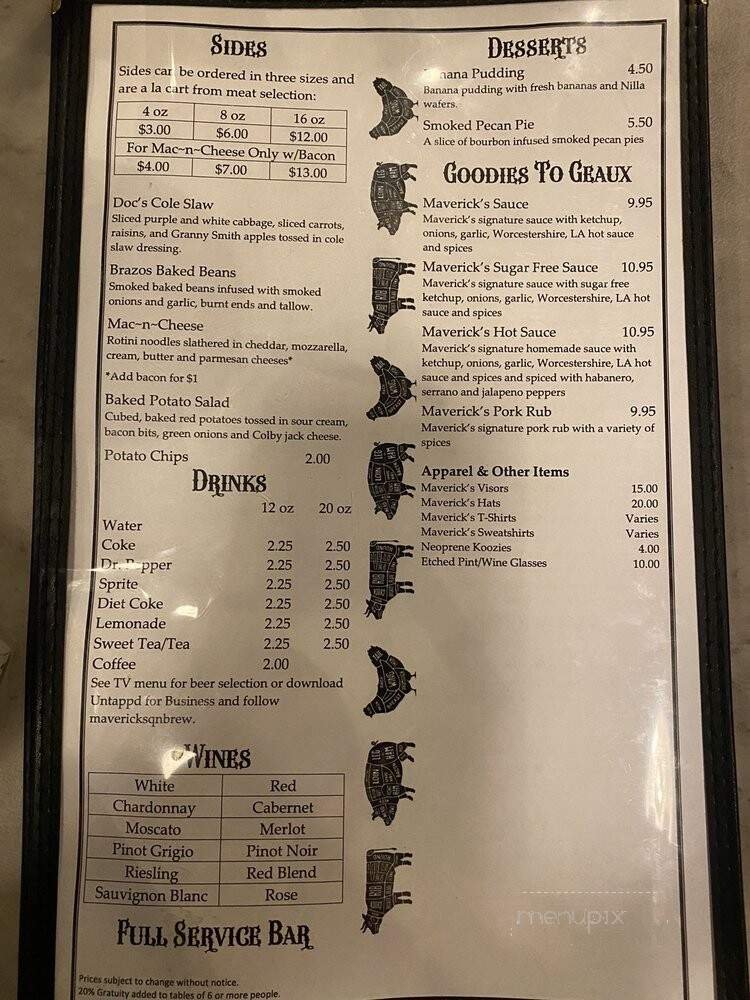 SIDES
Sides can be ordered in three sizes and
are a la cart from meat selection:
4 oz 8 oz 16 oz
$3.00 $6.00 $12.00
For Mac~n~Cheese Only w/Bacon
$4.00 $7.00 $13.00
Doc's Cole Slaw
Sliced purple and white cabbage, sliced carrots,
raisins, and Granny Smith apples tossed in cole
slaw dressing.
Brazos Baked Beans
Smoked baked beans infused with smoked
onions and garlic, burnt ends and tallow.
Mac~n~Cheese
Rotini noodles slathered in cheddar, mozzarella,
cream, butter and parmesan cheeses*
*Add bacon for $1
Baked Potato Salad
Cubed, baked red potatoes tossed in sour cream,
bacon bits, green onions and Colby jack cheese.
Potato Chips 2.00
DRINKS
12 oz 20 oz
Water
Coke 2.25 2.50
Dr. Pepper 2.25 2.50
Sprite 2.25 2.50
Diet Coke 2.25 2.50
Lemonade 2.25 2.50
Sweet Tea/Tea 2.25 2.50
Coffee 2.00
See TV menu for beer selection or download
Untappd for Business and follow
mavericksqnbrew.
WINES
White Red
Chardonnay Cabernet
Moscato Merlot
Pinot Grigio Pinot Noir
Riesling Red Blend
Sauvignon Blanc Rose
FULL SERVICE BAR
Prices subject to change without notice.
20% Gratuity added to tables of 6 or more people.
DESSERTS
Banana Pudding 4.50
Banana pudding with fresh bananas and Nilla
wafers.
Smoked Pecan Pie 5.50
A slice of bourbon infused smoked pecan pies
GOODIES TO GEAUX
Maverick's Sauce 9.95
Maverick's signature sauce with ketchup,
onions, garlic, Worcestershire, LA hot sauce
and spices
Maverick's Sugar Free Sauce 10.95
Maverick's signature sauce with sugar free
ketchup, onions, garlic, Worcestershire, LA hot
sauce and spices
Maverick's Hot Sauce 10.95
Maverick's signature homemade sauce with
ketchup, onions, garlic, Worcestershire, LA hot
sauce and spices and spiced with habanero,
serrano and jalapeno peppers
Maverick's Pork Rub 9.95
Maverick's signature pork rub with a variety of
spices
Apparel & Other Items
Maverick's Visors 15.00
Maverick's Hats 20.00
Maverick's T-Shirts Varies
Maverick's Sweatshirts Varies
Neoprene Koozies 4.00
Etched Pint/Wine Glasses 10.00
menupix